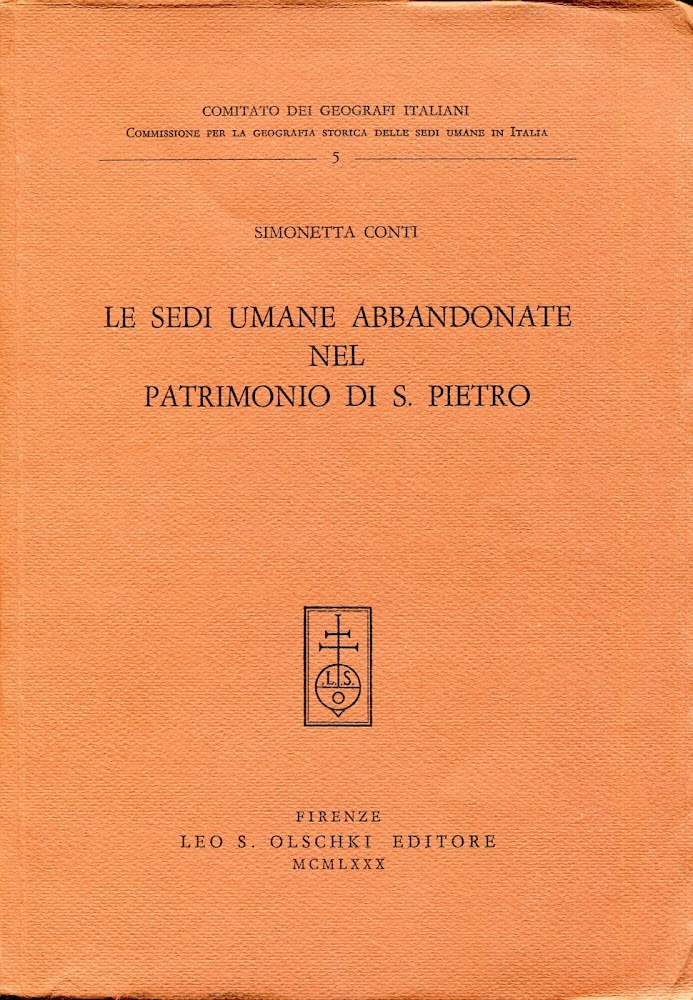 COMITATO DEI GEOGRAFI ITALIANI
COMMISSIONE PER LA GEOGRAFIA STORICA DELLE SEDI UMANE IN ITALIA
5
SIMONETTA CONTI
LE SEDI UMANE ABBANDONATE
NEL
PATRIMONIO DI S. PIETRO
.L.S.
O
FIRENZE
LEO S. OLSCHKI EDITORE
MCMLXXX